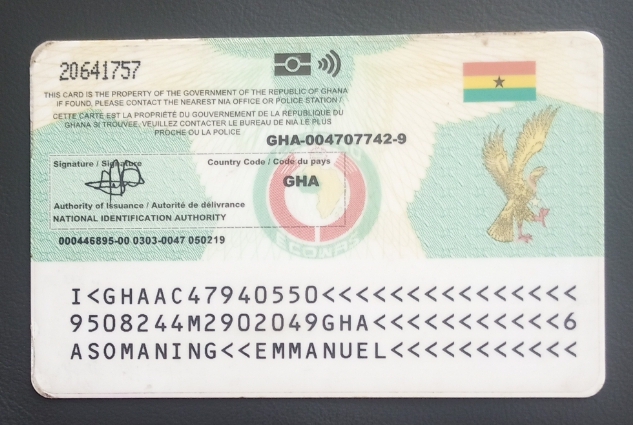 20641757
THIS CARD IS THE PROPERTY OF THE GOVERNMENT OF THE REPUBLIC OF GHANA
IF FOUND, PLEASE CONTACT THE NEAREST NIA OFFICE OR POLICE STATION /
CETTE CARTE EST LA PROPRIÉTÉ DU GOUVERNEMENT DE LA RÉPUBLIQUE DU
GHANA SI TROUVEE, VEUILLEZ CONTACTER LE BUREAU DE NIA LE PLUS
PROCHE OU LA POLICE
GHA-004707742-9
Signature / Signature Country Code / Code du pays
GHA
Authority of Issuance / Autorité de délivrance
NATIONAL IDENTIFICATION AUTHORITY
ECOWAS
000446895-00 0303-0047 050219
I<GHAAC47940550<<<<<<<<<<<<<<<
9508244M2902049GHA<<<<<<<<<<<6
ASOMANING<<EMMANUEL<<<<<<<<<<<